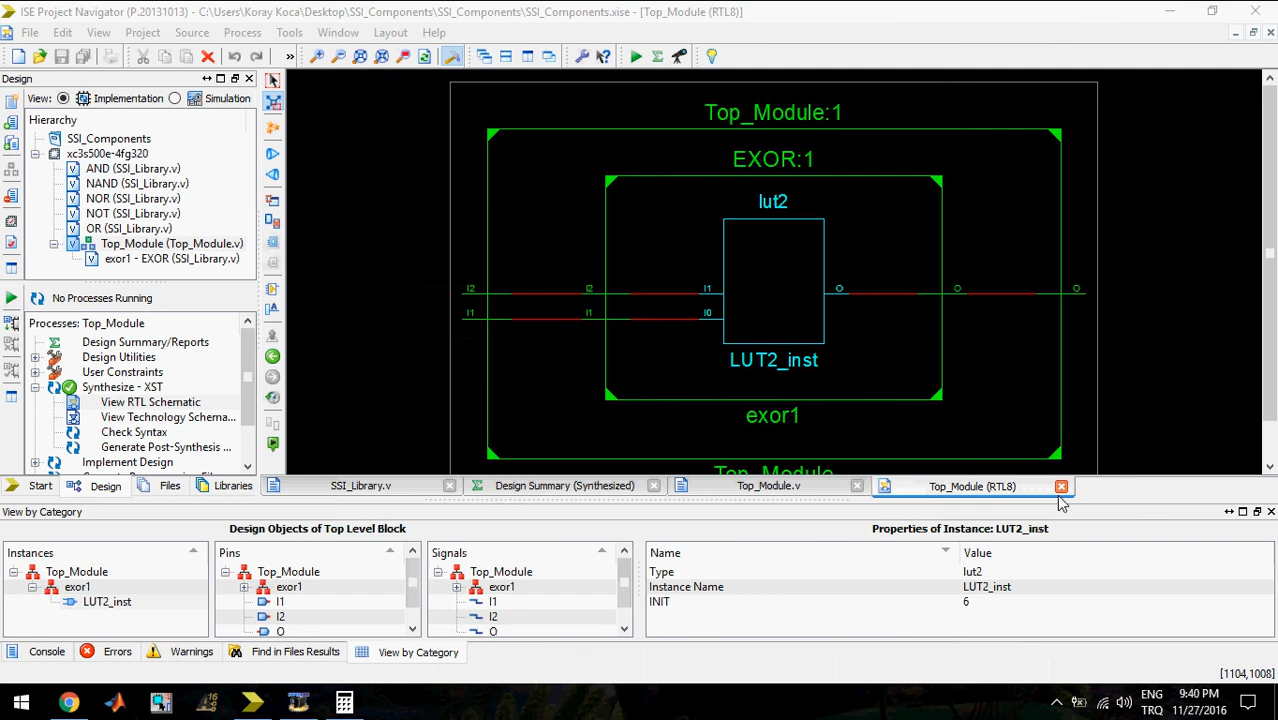 ISE Project Navigator (P.20131013) - C:\Users\Koray Koca\Desktop\SSI_Components\SSI_Components\SSI_Components.xise - [Top_Module (RTL8)]
File Edit View Project Source Process Tools Window Layout Help
Design
View: Implementation Simulation
Hierarchy
SSI_Components
xc3s500e-4fg320
AND (SSI_Library.v)
NAND (SSI_Library.v)
NOR (SSI_Library.v)
NOT (SSI_Library.v)
OR (SSI_Library.v)
Top_Module (Top_Module.v)
exor1 - EXOR (SSI_Library.v)
No Processes Running
Processes: Top_Module
Design Summary/Reports
Design Utilities
User Constraints
Synthesize - XST
View RTL Schematic
View Technology Schema...
Check Syntax
Generate Post-Synthesis ...
Implement Design
Top_Module:1
EXOR:1
lut2
I2 I2 I1 O O O
I1 I1 I0
LUT2_inst
exor1
Top_Module
Start Design Files Libraries
SSI_Library.v Design Summary (Synthesized) Top_Module.v Top_Module (RTL8)
View by Category
Design Objects of Top Level Block
Properties of Instance: LUT2_inst
Instances
Top_Module
exor1
LUT2_inst
Pins
Top_Module
exor1
I1
I2
O
Signals
Top_Module
exor1
I1
I2
O
Name Value
Type lut2
Instance Name LUT2_inst
INIT 6
Console Errors Warnings Find in Files Results View by Category
[1104,1008]
ENG 9:40 PM
TRQ 11/27/2016